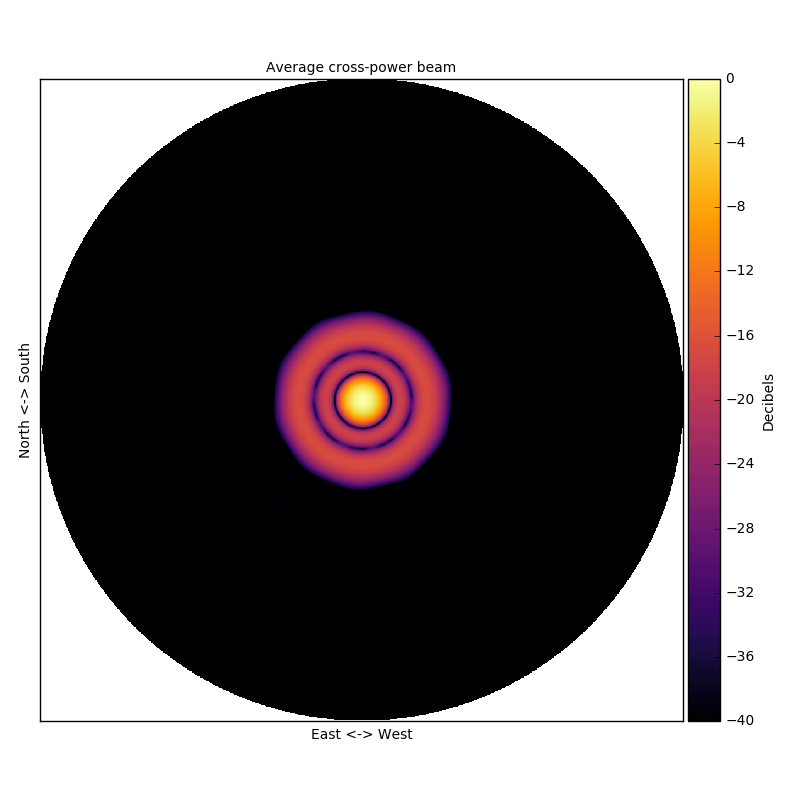 Average cross-power beam
0
−4
−8
−12
−16
−20
−24
−28
−32
−36
−40
Decibels
North <-> South
East <-> West